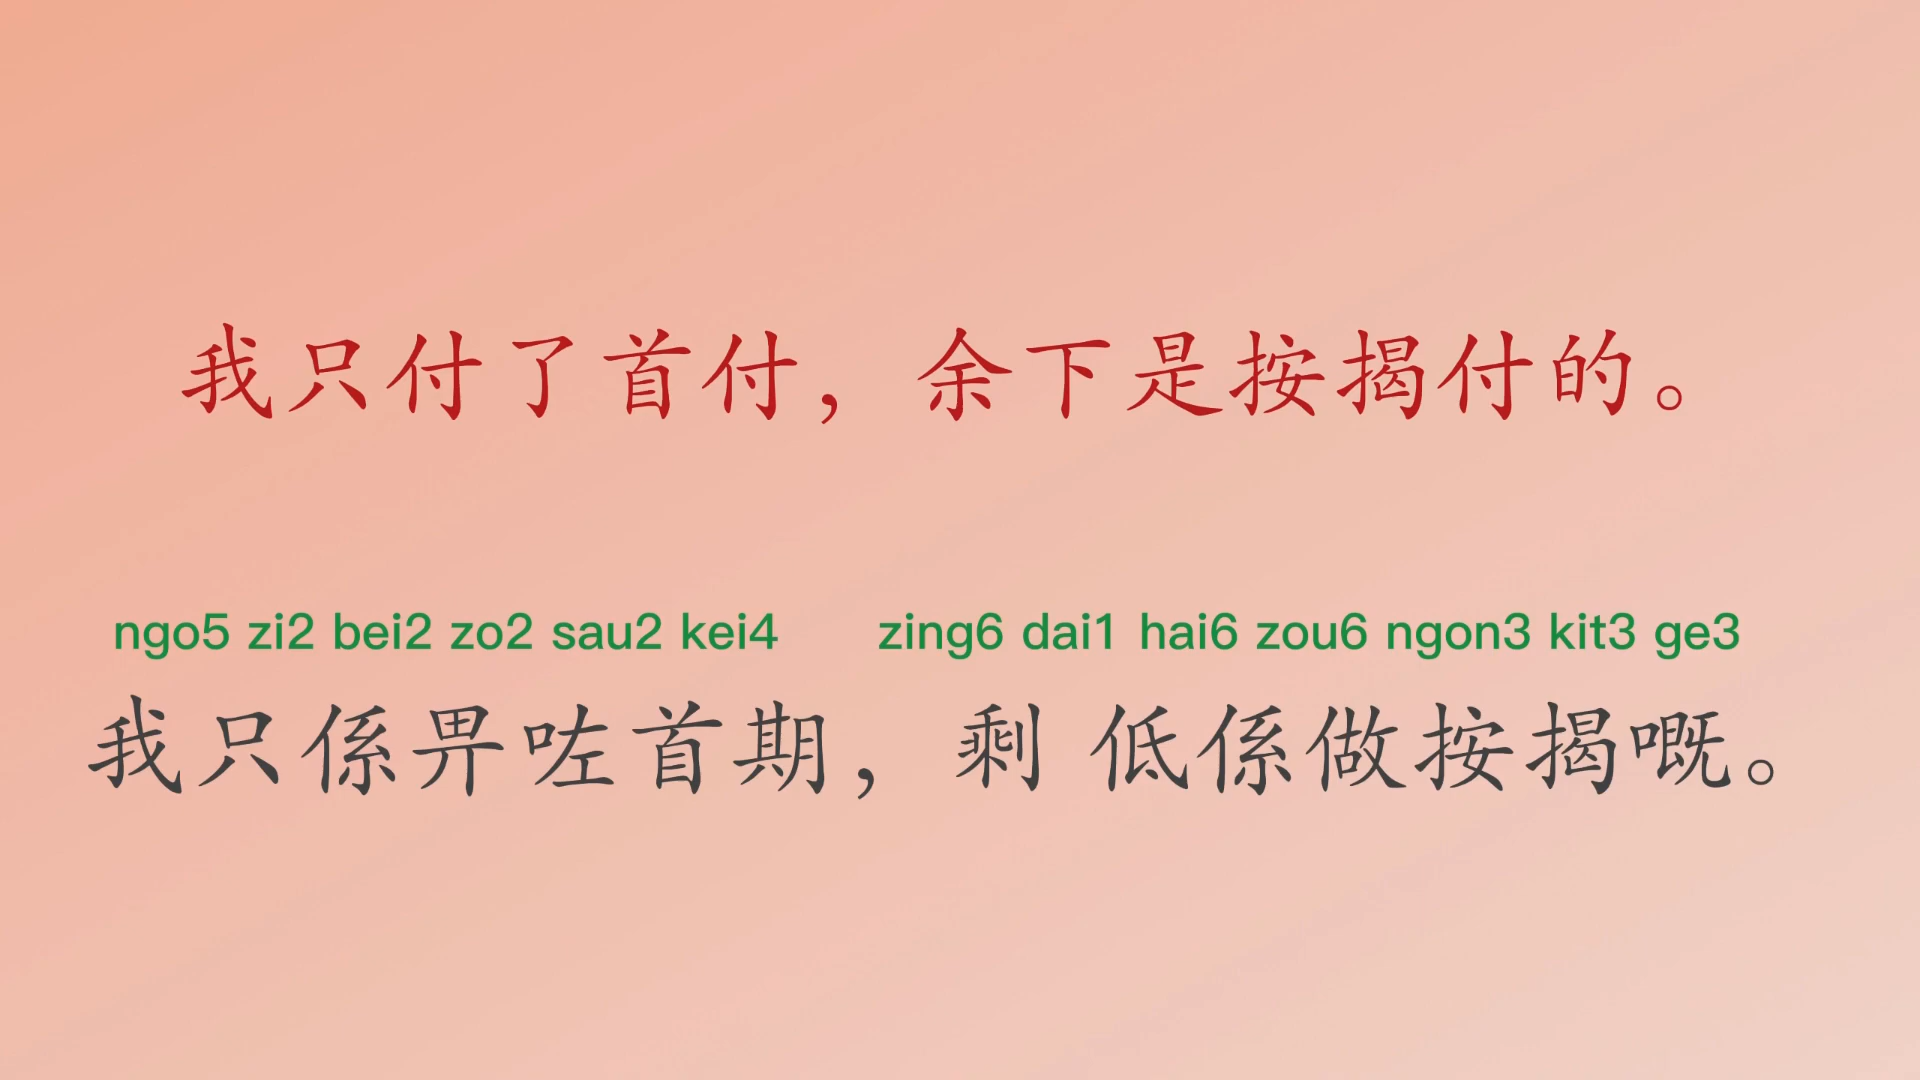 我只付了首付，余下是按揭付的。
ngo5 zi2 bei2 zo2 sau2 kei4 zing6 dai1 hai6 zou6 ngon3 kit3 ge3
我只係畀咗首期，剩 低係做按揭嘅。